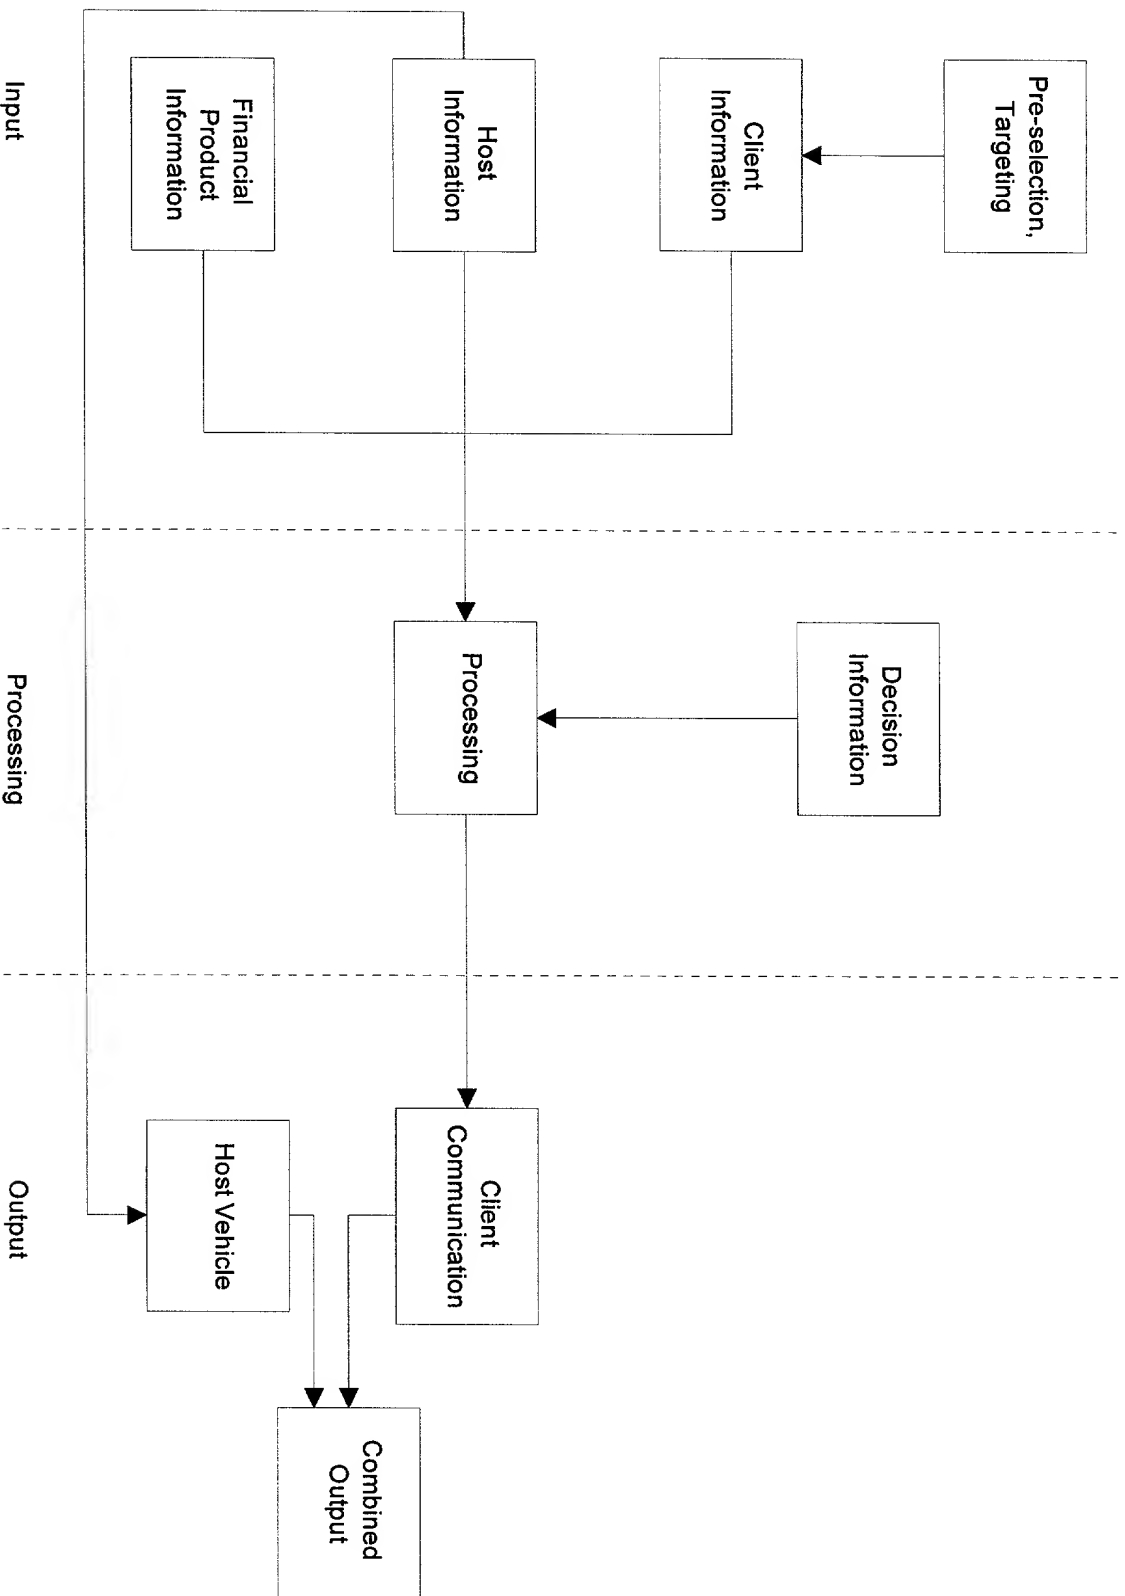 Pre-selection,
Targeting
Decision
Information
Client
Information
Host
Information
Processing
Client
Communication
Combined
Output
Financial
Product
Information
Host Vehicle
Input
Processing
Output